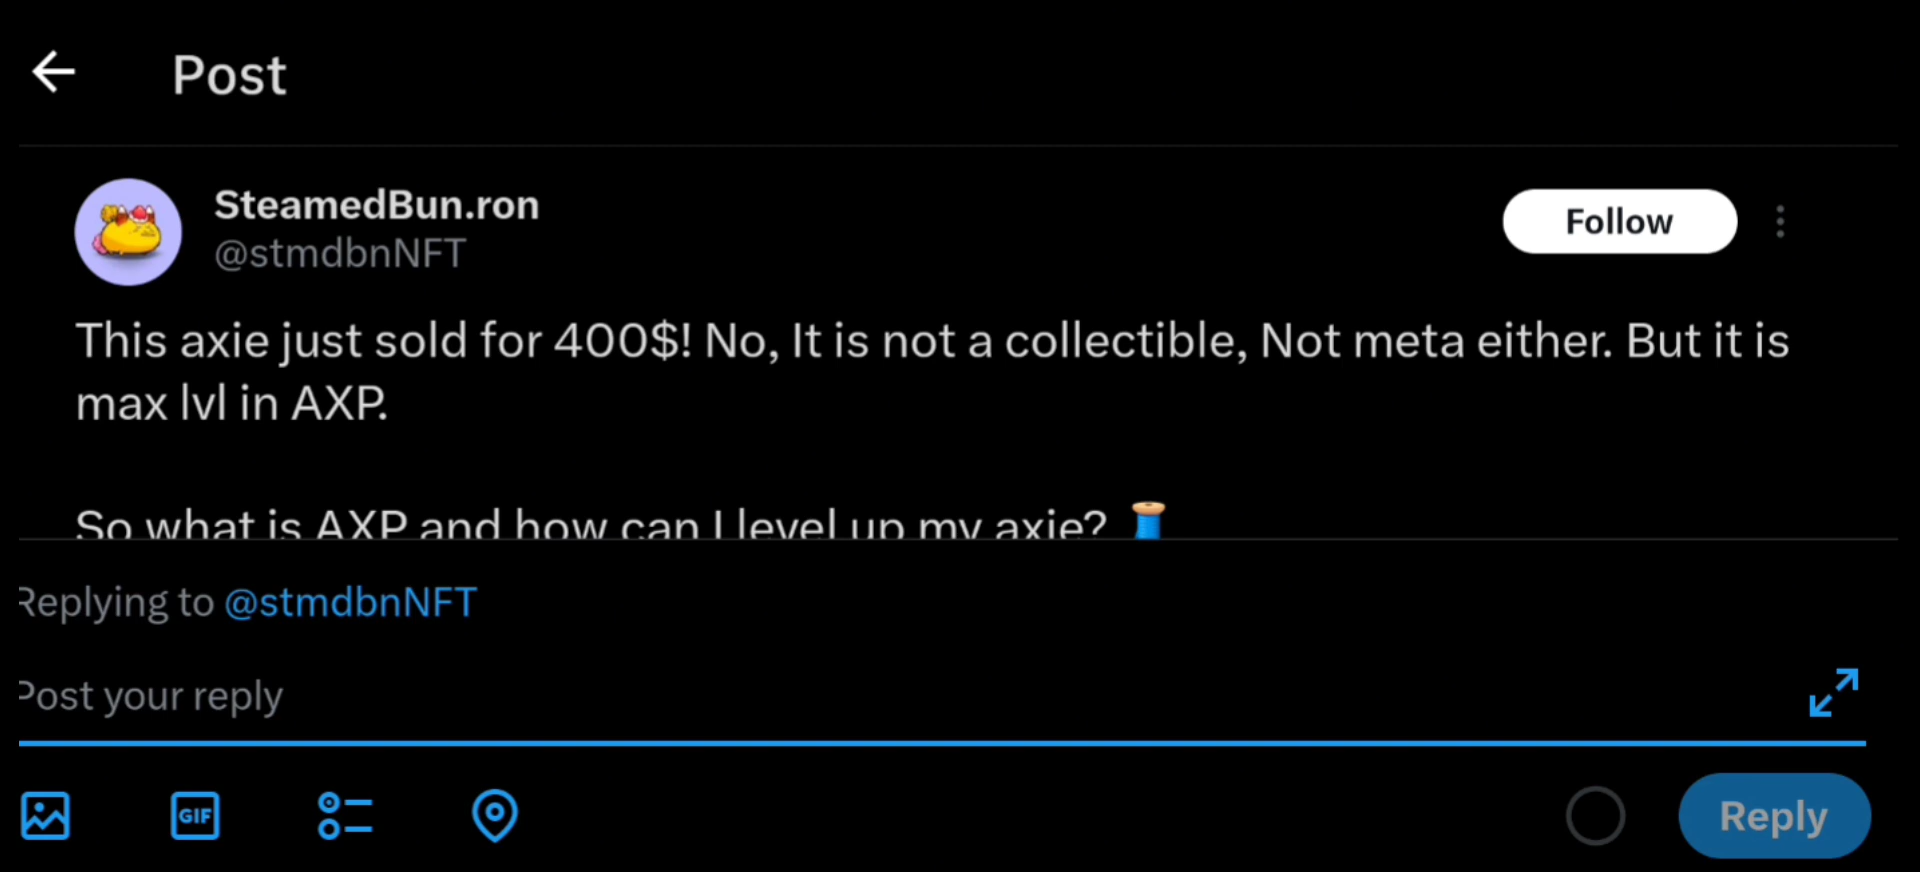 Post
SteamedBun.ron
@stmdbnNFT
Follow
This axie just sold for 400$! No, It is not a collectible, Not meta either. But it is
max lvl in AXP.
So what is AXP and how can I level up my axie? 🧵
Replying to @stmdbnNFT
Post your reply
GIF
Reply